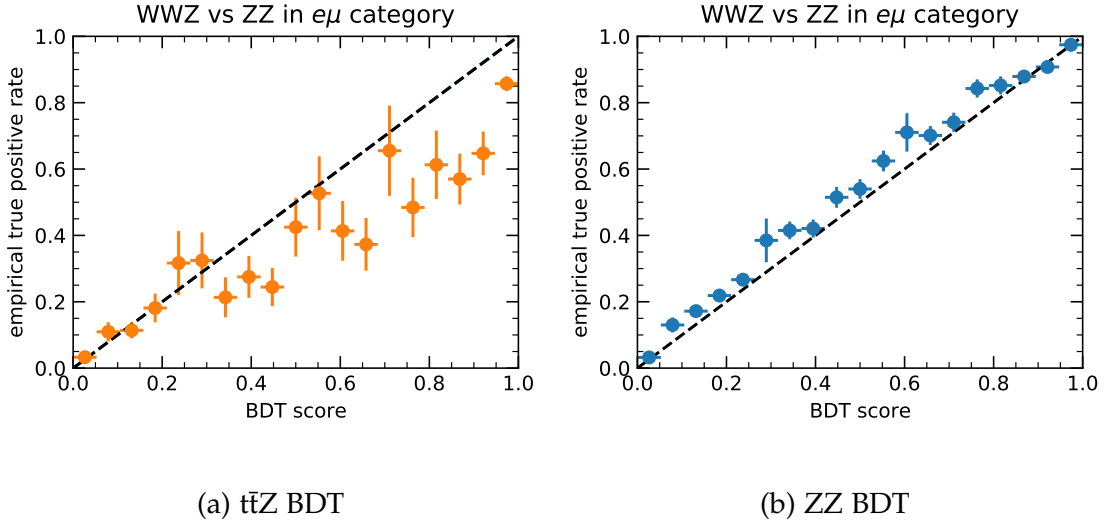 WWZ vs ZZ in eμ category
empirical true positive rate
1.0
0.8
0.6
0.4
0.2
0.0
0.0 0.2 0.4 0.6 0.8 1.0
BDT score
(a) tt̄Z BDT
WWZ vs ZZ in eμ category
empirical true positive rate
1.0
0.8
0.6
0.4
0.2
0.0
0.0 0.2 0.4 0.6 0.8 1.0
BDT score
(b) ZZ BDT